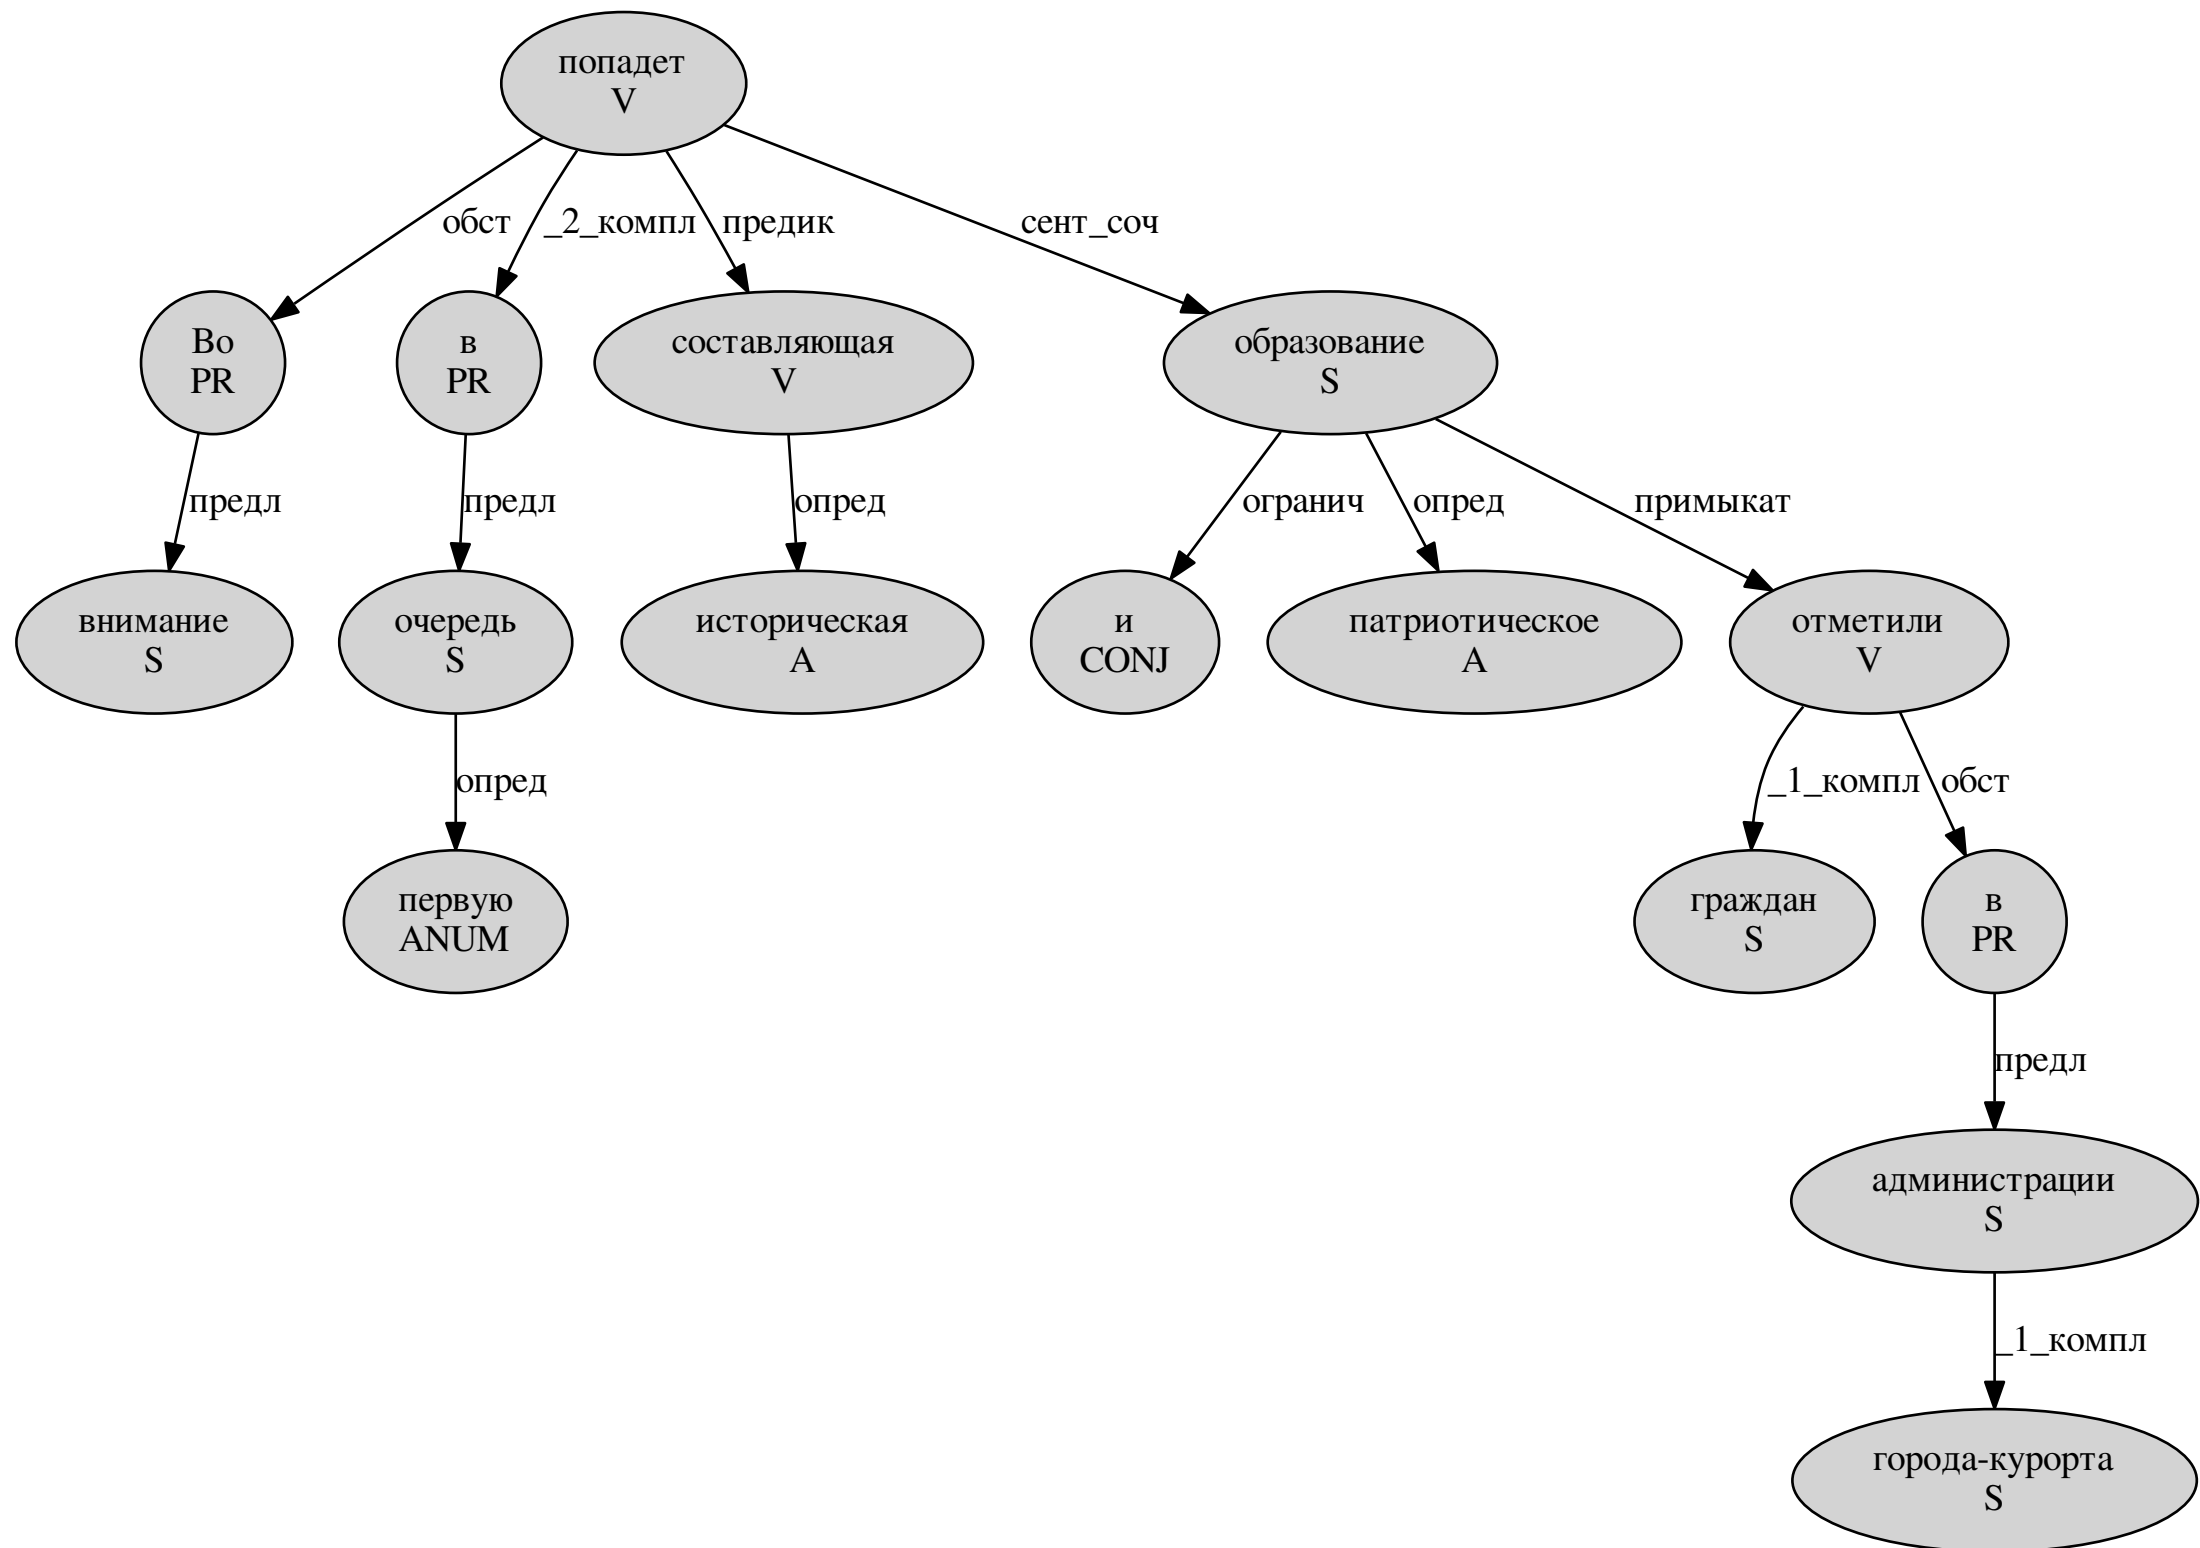 попадет
V
обст
_2_компл
предик
сент_соч
Во
PR
в
PR
составляющая
V
образование
S
предл
предл
опред
огранич
опред
примыкат
внимание
S
очередь
S
историческая
A
и
CONJ
патриотическое
A
отметили
V
опред
_1_компл
обст
первую
ANUM
граждан
S
в
PR
предл
администрации
S
_1_компл
города-курорта
S